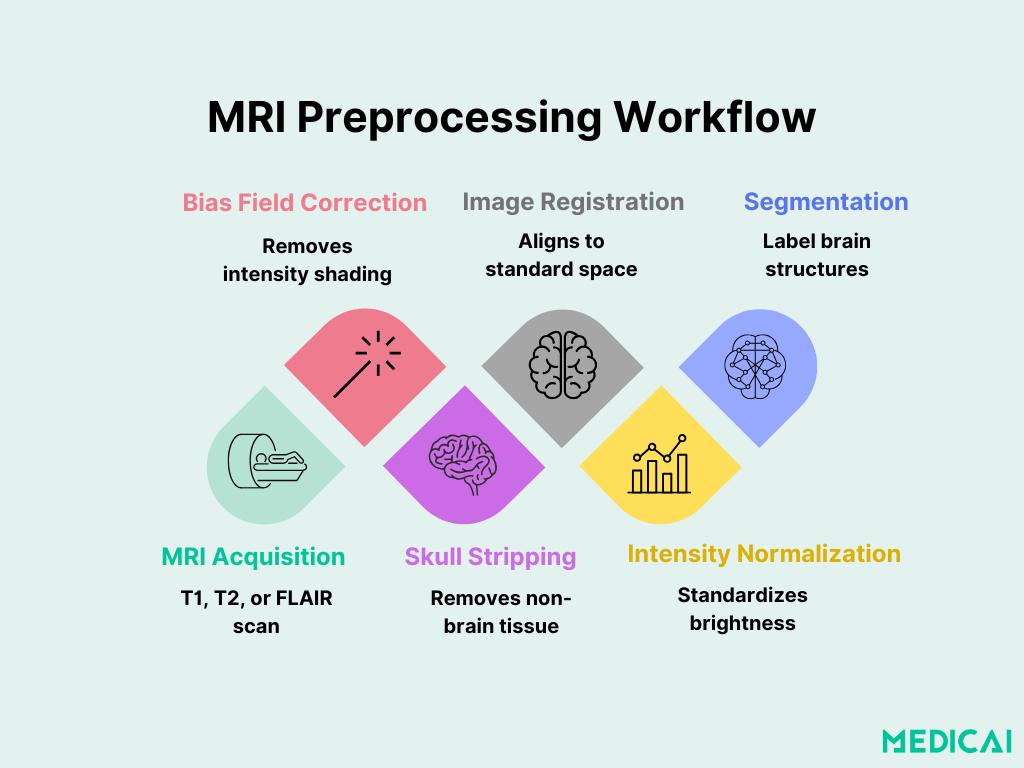 MRI Preprocessing Workflow
Bias Field Correction
Removes
intensity shading
Image Registration
Aligns to
standard space
Segmentation
Label brain
structures
MRI Acquisition
T1, T2, or FLAIR
scan
Skull Stripping
Removes non-
brain tissue
Intensity Normalization
Standardizes
brightness
MEDICAI